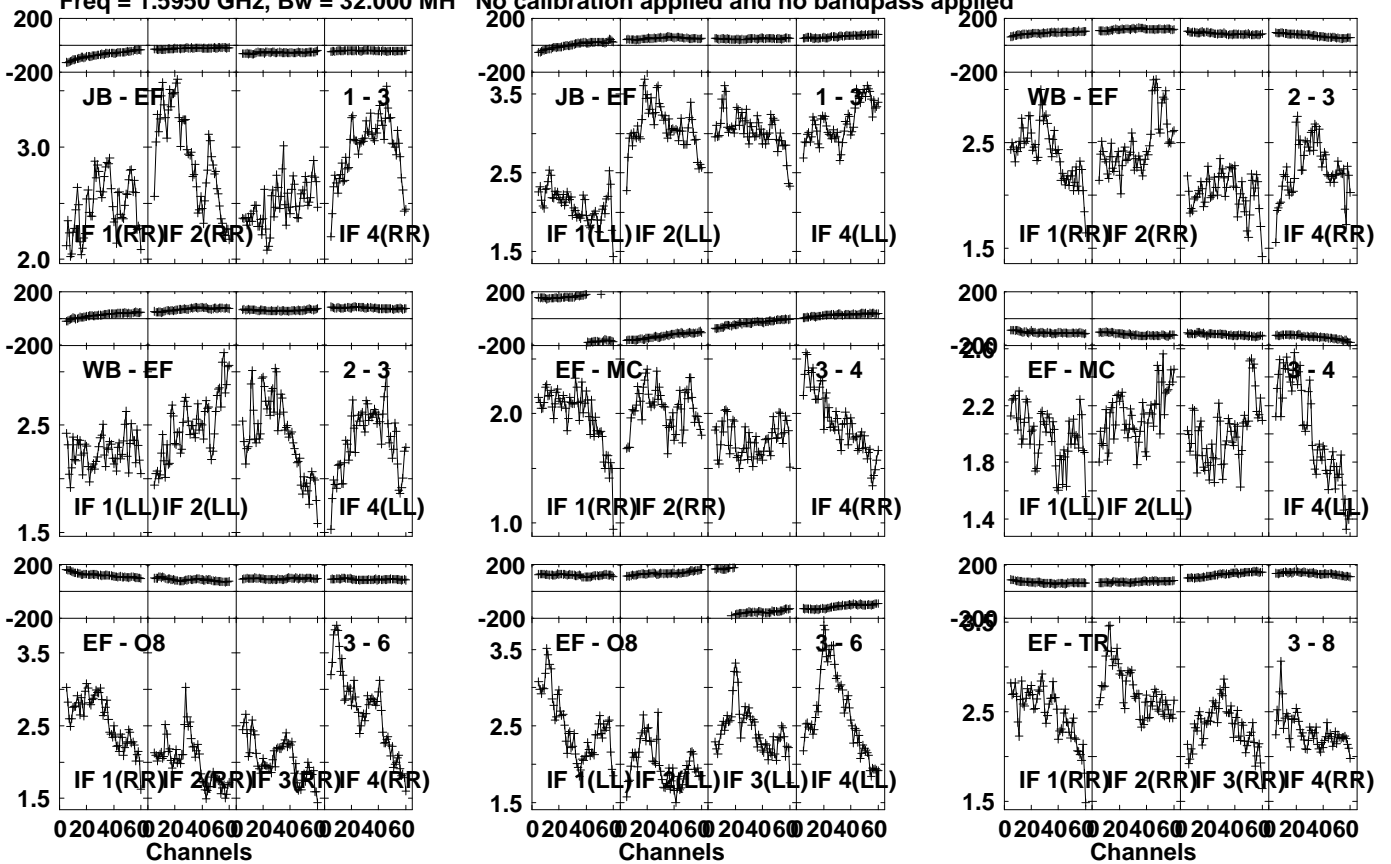 Freq = 1.5950 GHz, Bw = 32.000 MH No calibration applied and no bandpass applied
200 200 200
-200 -200 -200
JB - EF 1 - 3 JB - EF 1 - 3 WB - EF 2 - 3
3.5
3.0 2.5
2.5
IF 1(RR) IF 2(RR) IF 4(RR) IF 1(LL) IF 2(LL) IF 4(LL) IF 1(RR) IF 2(RR) IF 4(RR)
2.0 1.5 1.5
200 200 200
-200 -200 -200
2.6
WB - EF 2 - 3 EF - MC 3 - 4 EF - MC 3 - 4
2.5 2.0 2.2
1.8
IF 1(LL) IF 2(LL) IF 4(LL) IF 1(RR) IF 2(RR) IF 4(RR) IF 1(LL) IF 2(LL) IF 4(LL)
1.5 1.0 1.4
200 200 200
-200 -200 -200
3.5
EF - O8 3 - 6 EF - O8 3 - 6 EF - TR 3 - 8
3.5 3.5
2.5 2.5 2.5
IF 1(RR) IF 2(RR) IF 3(RR) IF 4(RR) IF 1(LL) IF 2(LL) IF 3(LL) IF 4(LL) IF 1(RR) IF 2(RR) IF 3(RR) IF 4(RR)
1.5 1.5 1.5
0 20 40 60 0 20 40 60 0 20 40 60 0 20 40 60 0 20 40 60 0 20 40 60 0 20 40 60 0 20 40 60 0 20 40 60 0 20 40 60 0 20 40 60 0 20 40 60
Channels Channels Channels